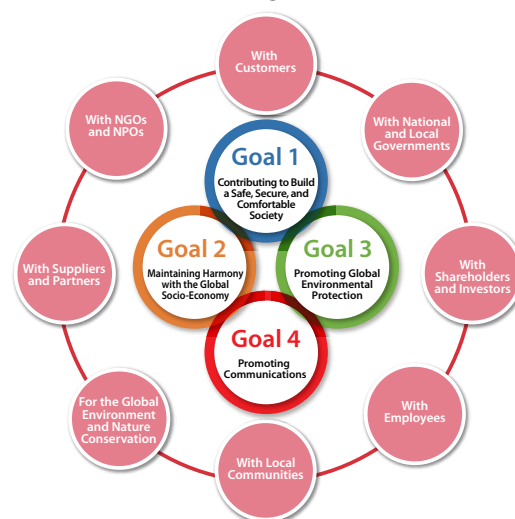 With
Customers
With NGOs
and NPOs
With National
and Local
Governments
Goal 1
Contributing to Build
a Safe, Secure, and
Comfortable
Society
Goal 2
Maintaining Harmony
with the Global
Socio-Economy
Goal 3
Promoting Global
Environmental
Protection
With Suppliers
and Partners
With
Shareholders
and Investors
Goal 4
Promoting
Communications
For the Global
Environment
and Nature
Conservation
With
Employees
With Local
Communities